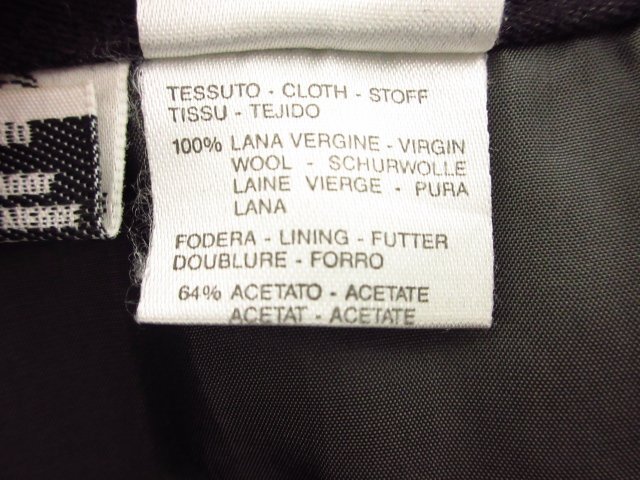 TESSUTO - CLOTH - STOFF
TISSU - TEJIDO
100% LANA VERGINE - VIRGIN
WOOL - SCHURWOLLE
LAINE VIERGE - PURA
LANA
FODERA - LINING - FUTTER
DOUBLURE - FORRO
64% ACETATO - ACETATE
ACETAT - ACETATE